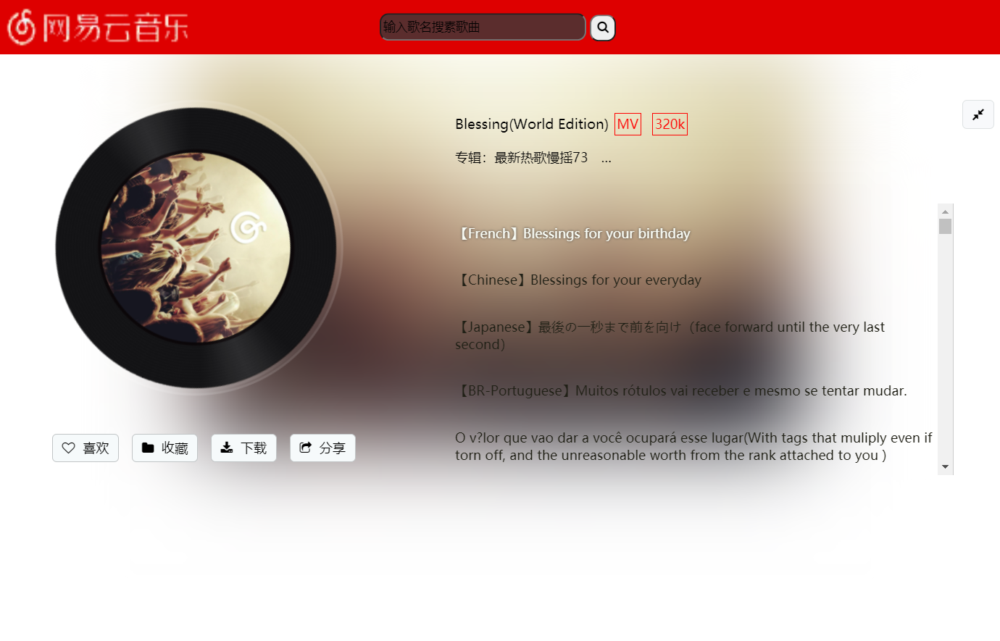 网易云音乐
输入歌名搜素歌曲
Blessing(World Edition) MV 320k
专辑：最新热歌慢摇73 ...
【French】Blessings for your birthday
【Chinese】Blessings for your everyday
【Japanese】最後の一秒まで前を向け（face forward until the very last
second）
【BR-Portuguese】Muitos rótulos vai receber e mesmo se tentar mudar.
O v?lor que vao dar a você ocupará esse lugar(With tags that muliply even if
torn off, and the unreasonable worth from the rank attached to you )
喜欢 收藏 下载 分享